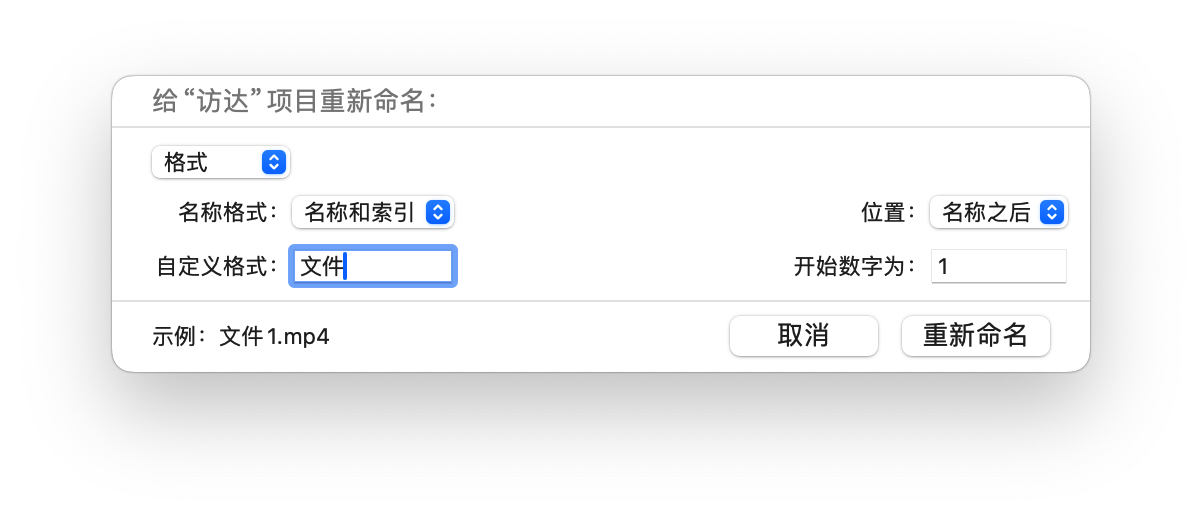 给“访达”项目重新命名：
格式
名称格式： 名称和索引 位置： 名称之后
自定义格式： 文件 开始数字为： 1
示例：文件1.mp4 取消 重新命名